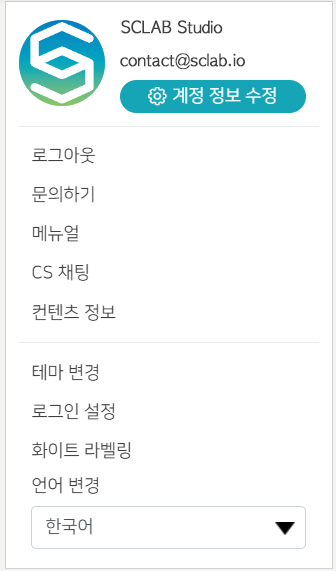 SCLAB Studio
contact@sclab.io
계정 정보 수정
로그아웃
문의하기
메뉴얼
CS 채팅
컨텐츠 정보
테마 변경
로그인 설정
화이트 라벨링
언어 변경
한국어